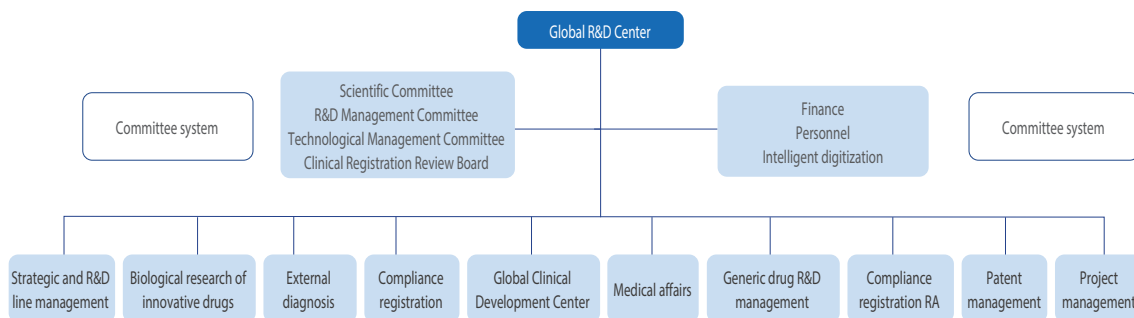 Global R&D Center
Committee system
Scientific Committee
R&D Management Committee
Technological Management Committee
Clinical Registration Review Board
Finance
Personnel
Intelligent digitization
Committee system
Strategic and R&D
line management
Biological research of
innovative drugs
External
diagnosis
Compliance
registration
Global Clinical
Development Center
Medical affairs
Generic drug R&D
management
Compliance
registration RA
Patent
management
Project
management